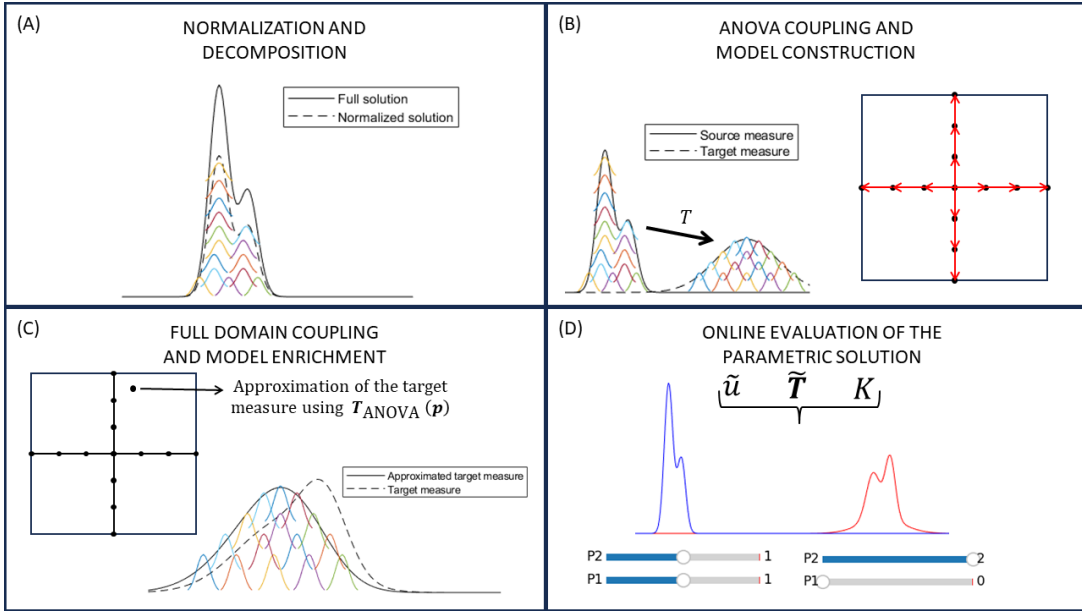 (A)
NORMALIZATION AND
DECOMPOSITION
Full solution
Normalized solution
(B)
ANOVA COUPLING AND
MODEL CONSTRUCTION
Source measure
Target measure
T
(C)
FULL DOMAIN COUPLING
AND MODEL ENRICHMENT
Approximation of the target
measure using T_ANOVA (p)
Approximated target measure
Target measure
(D)
ONLINE EVALUATION OF THE
PARAMETRIC SOLUTION
ũ T̃ K
P2 1
P1 1
P2 2
P1 0